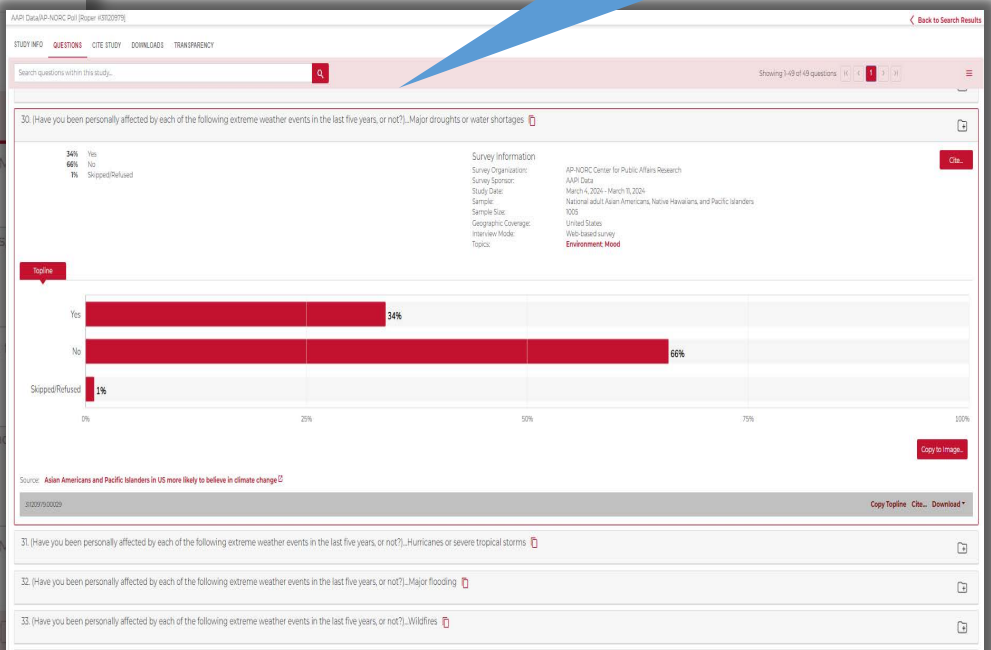 AAPI Data/AP-NORC Poll [Roper #31120979]
Back to Search Results
STUDY INFO QUESTIONS CITE STUDY DOWNLOADS TRANSPARENCY
Search questions within this study...
Showing 1-49 of 49 questions 1
30. (Have you been personally affected by each of the following extreme weather events in the last five years, or not?)...Major droughts or water shortages
34% Yes
66% No
1% Skipped/Refused
Survey Information
Survey Organization: AP-NORC Center for Public Affairs Research
Survey Sponsor: AAPI Data
Study Date: March 4, 2024 - March 11, 2024
Sample: National adult Asian Americans, Native Hawaiians, and Pacific Islanders
Sample Size: 1005
Geographic Coverage: United States
Interview Mode: Web-based survey
Topics: Environment; Mood
Cite...
Topline
Yes 34%
No 66%
Skipped/Refused 1%
0% 25% 50% 75% 100%
Copy to Image...
Source: Asian Americans and Pacific Islanders in US more likely to believe in climate change
31120979.00029
Copy Topline Cite... Download
31. (Have you been personally affected by each of the following extreme weather events in the last five years, or not?)...Hurricanes or severe tropical storms
32. (Have you been personally affected by each of the following extreme weather events in the last five years, or not?)...Major flooding
33. (Have you been personally affected by each of the following extreme weather events in the last five years, or not?)...Wildfires